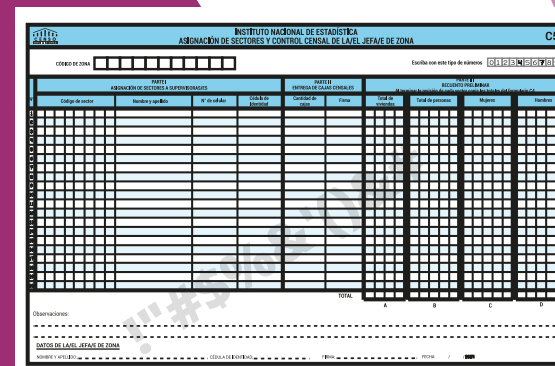 CENSO
INSTITUTO NACIONAL DE ESTADÍSTICA
ASIGNACIÓN DE SECTORES Y CONTROL CENSAL DE LA/EL JEFA/E DE ZONA
CÓDIGO DE ZONA
Escriba con este tipo de números 0 1 2 3 4 5 6 7 8
PARTE I
ASIGNACIÓN DE SECTORES A SUPERVISORAS/ES
PARTE II
ENTREGA DE CAJAS CENSALES
PARTE III
RECUENTO PRELIMINAR
Código de sector
Nombre y apellido
N° de celular
Cédula de Identidad
Cantidad de cajas
Firma
Total de viviendas
Total de personas
Mujeres
Hombres
!"#$%&'()
TOTAL
A B C D
Observaciones:
DATOS DE LA/EL JEFA/E DE ZONA
NOMBRE Y APELLIDO: CÉDULA DE IDENTIDAD: FIRMA: FECHA / /